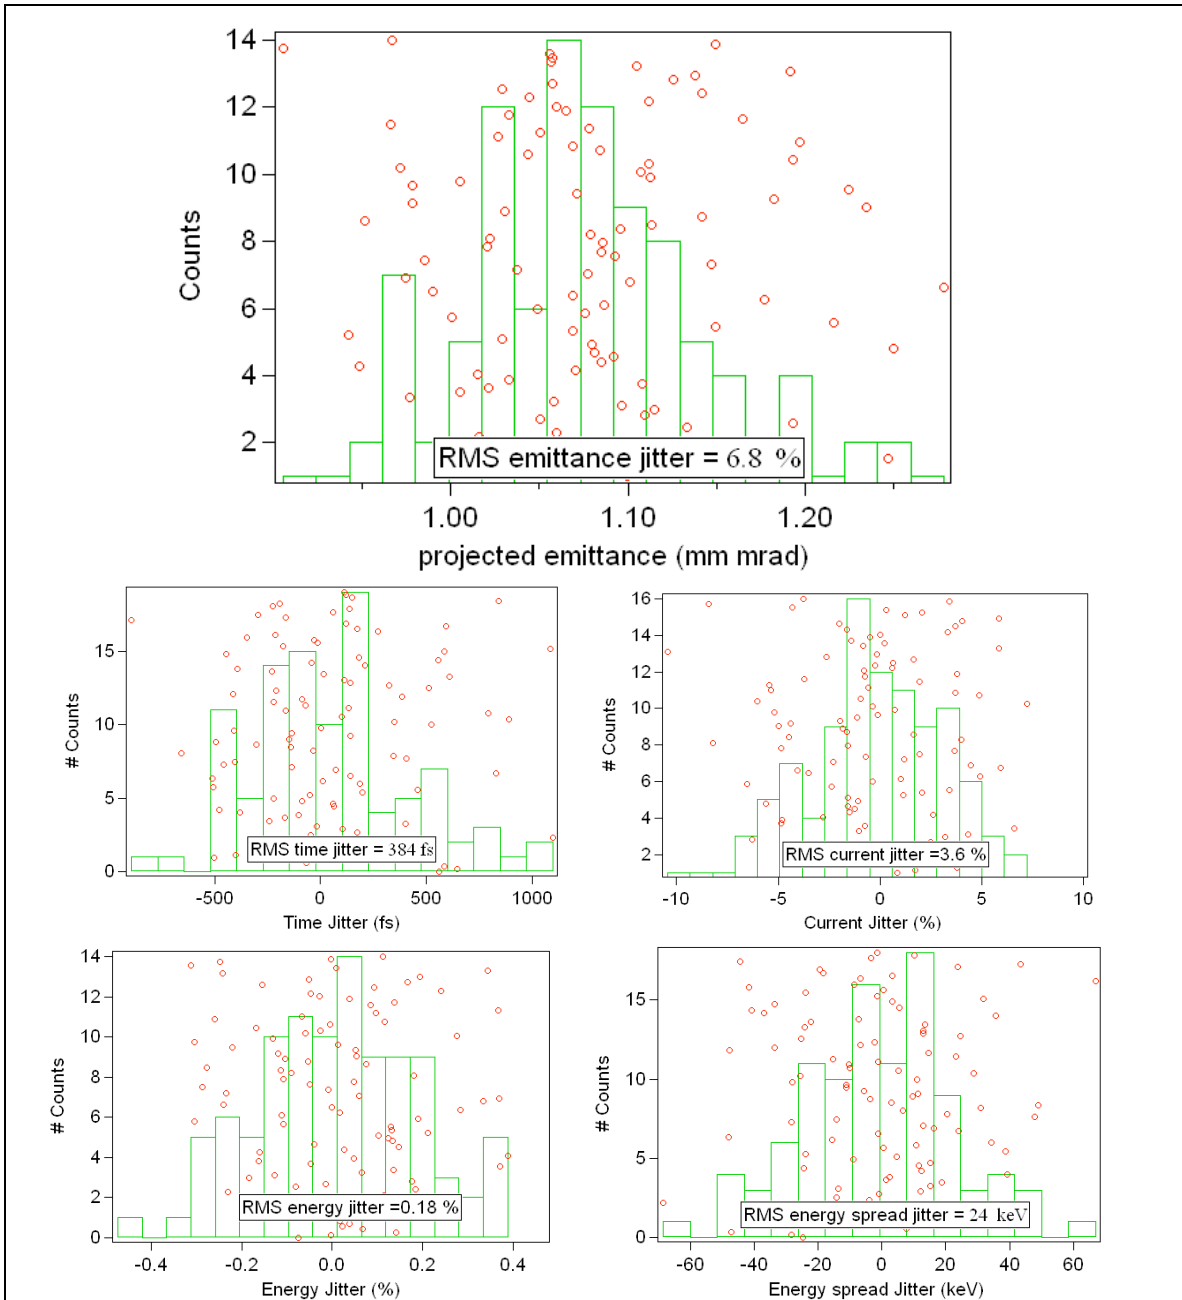 14
12
10
8
6
4
2
Counts
RMS emittance jitter = 6.8 %
1.00 1.10 1.20
projected emittance (mm mrad)
15
10
5
0
# Counts
RMS time jitter = 384 fs
-500 0 500 1000
Time Jitter (fs)
16
14
12
10
8
6
4
2
# Counts
RMS current jitter =3.6 %
-10 -5 0 5 10
Current Jitter (%)
14
12
10
8
6
4
2
0
# Counts
RMS energy jitter =0.18 %
-0.4 -0.2 0.0 0.2 0.4
Energy Jitter (%)
15
10
5
0
# Counts
RMS energy spread jitter = 24 keV
-60 -40 -20 0 20 40 60
Energy spread Jitter (keV)